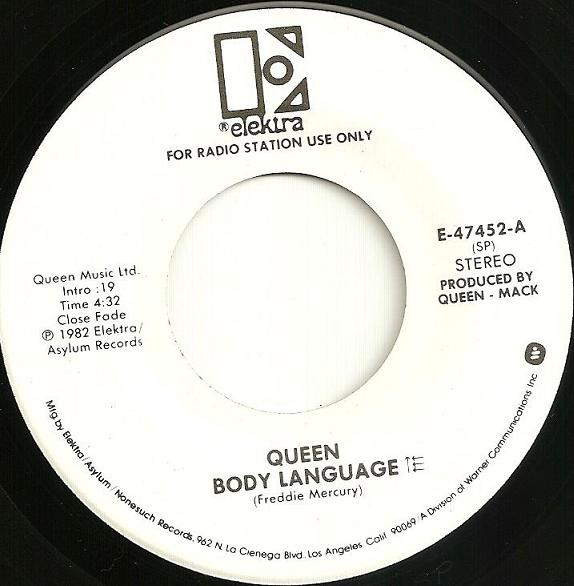 ® elektra
FOR RADIO STATION USE ONLY
E-47452-A
(SP)
STEREO
PRODUCED BY
QUEEN - MACK
Queen Music Ltd.
Intro :19
Time 4:32
Close Fade
℗ 1982 Elektra/
Asylum Records
QUEEN
BODY LANGUAGE
(Freddie Mercury)
Mfg by Elektra/Asylum/Nonesuch Records, 962 N. La Cienega Blvd. Los Angeles Calif. 90069/A Division of Warner Communications Inc